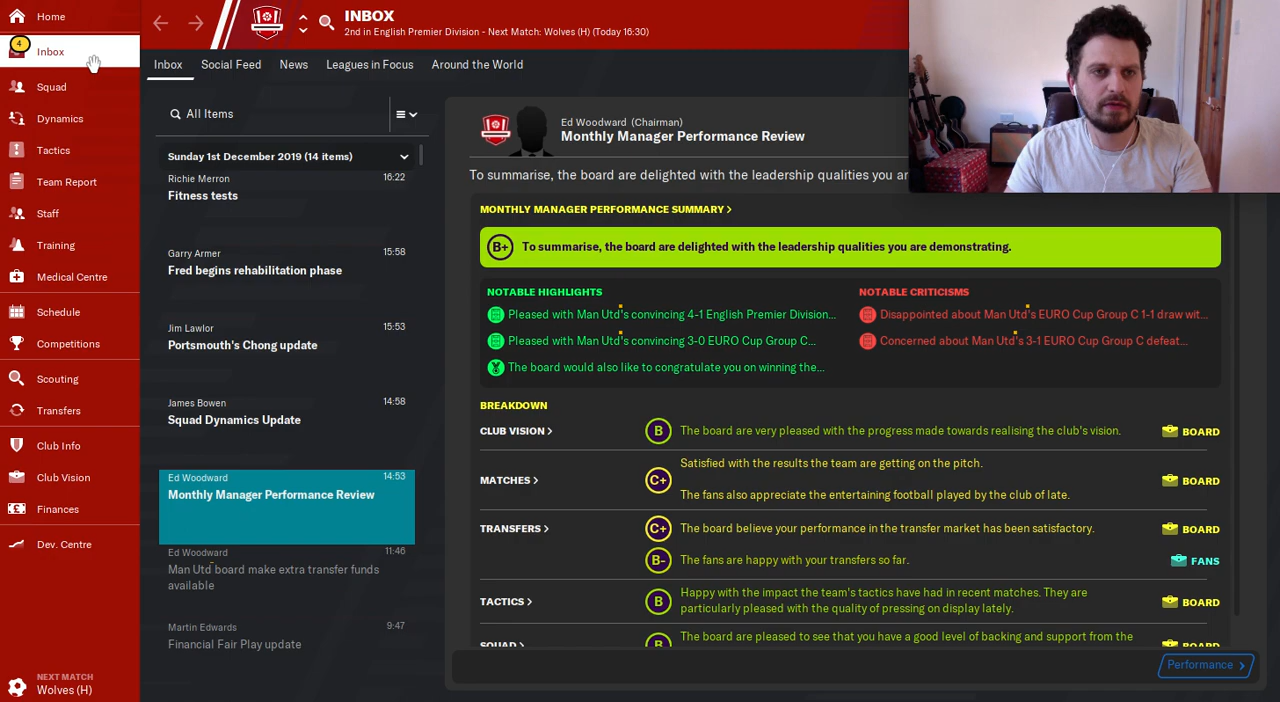 Home
4
Inbox
Squad
Dynamics
Tactics
Team Report
Staff
Training
Medical Centre
Schedule
Competitions
Scouting
Transfers
Club Info
Club Vision
Finances
Dev. Centre
NEXT MATCH
Wolves (H)
INBOX
2nd in English Premier Division - Next Match: Wolves (H) (Today 16:30)
Inbox Social Feed News Leagues in Focus Around the World
All Items
Sunday 1st December 2019 (14 items)
Richie Merron 16:22
Fitness tests
Garry Armer 15:58
Fred begins rehabilitation phase
Jim Lawlor 15:53
Portsmouth's Chong update
James Bowen 14:58
Squad Dynamics Update
Ed Woodward 14:53
Monthly Manager Performance Review
Ed Woodward 11:46
Man Utd board make extra transfer funds
available
Martin Edwards 9:47
Financial Fair Play update
Ed Woodward (Chairman)
Monthly Manager Performance Review
To summarise, the board are delighted with the leadership qualities you ar
MONTHLY MANAGER PERFORMANCE SUMMARY >
B+ To summarise, the board are delighted with the leadership qualities you are demonstrating.
NOTABLE HIGHLIGHTS
Pleased with Man Utd's convincing 4-1 English Premier Division...
Pleased with Man Utd's convincing 3-0 EURO Cup Group C...
The board would also like to congratulate you on winning the...
NOTABLE CRITICISMS
Disappointed about Man Utd's EURO Cup Group C 1-1 draw wit...
Concerned about Man Utd's 3-1 EURO Cup Group C defeat...
BREAKDOWN
CLUB VISION > B The board are very pleased with the progress made towards realising the club's vision. BOARD
MATCHES > C+ Satisfied with the results the team are getting on the pitch. BOARD
The fans also appreciate the entertaining football played by the club of late.
TRANSFERS > C+ The board believe your performance in the transfer market has been satisfactory. BOARD
B- The fans are happy with your transfers so far. FANS
TACTICS > B Happy with the impact the team's tactics have had in recent matches. They are BOARD
particularly pleased with the quality of pressing on display lately.
SQUAD > B The board are pleased to see that you have a good level of backing and support from the BOARD
Performance >